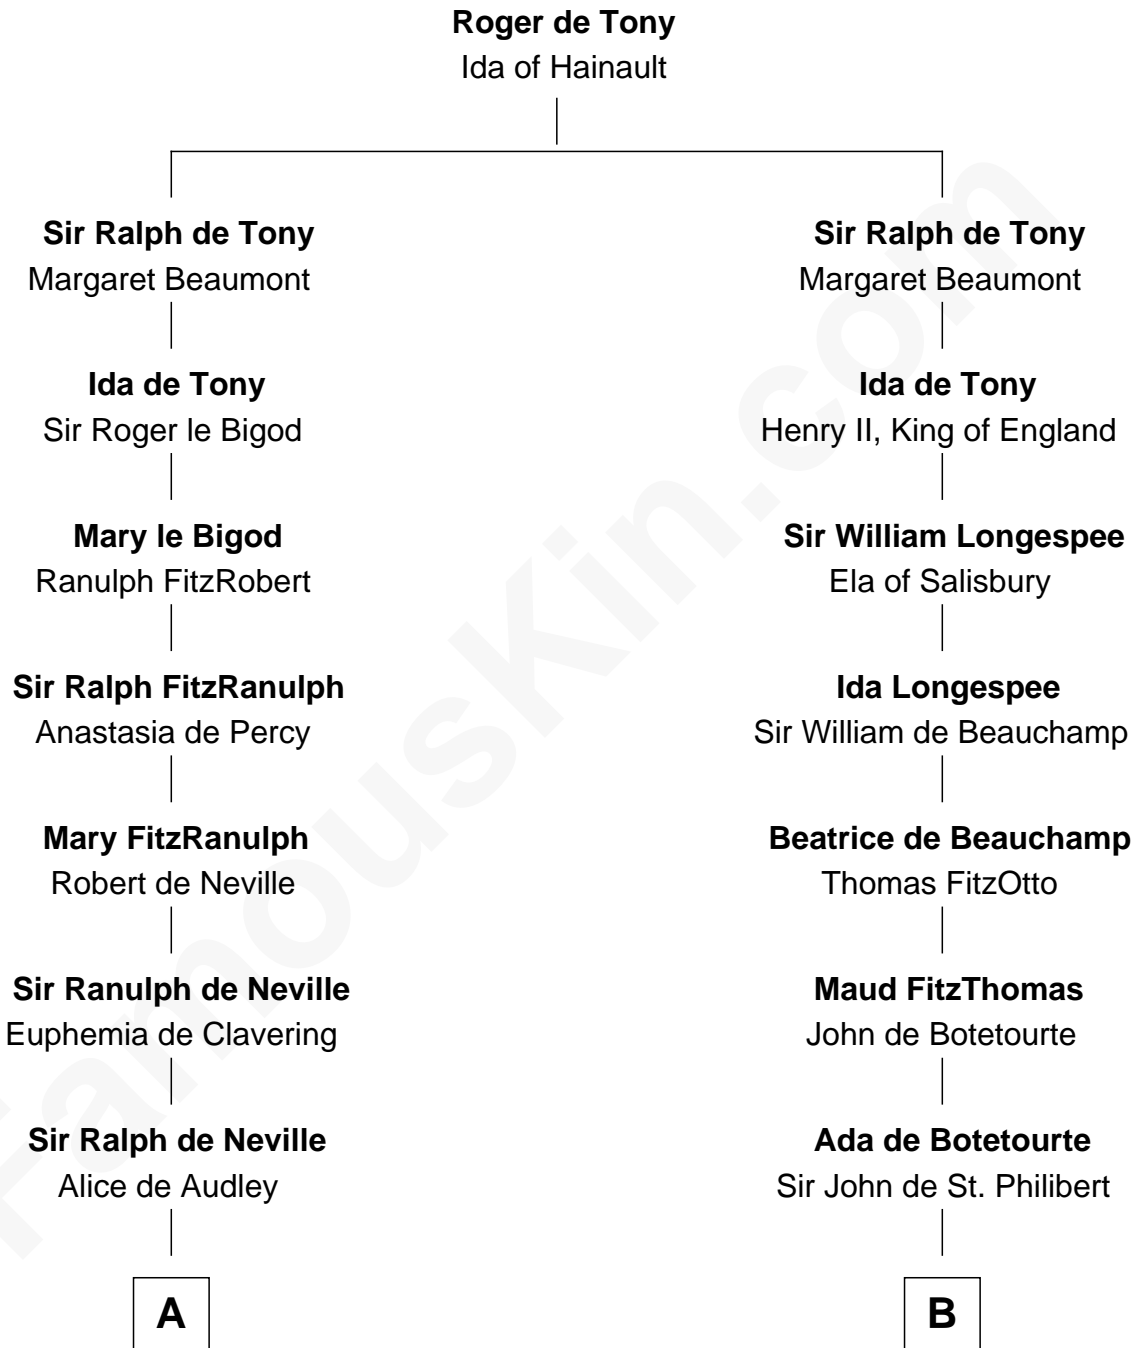 Roger de Tony
Ida of Hainault
Sir Ralph de Tony
Margaret Beaumont
Ida de Tony
Sir Roger le Bigod
Mary le Bigod
Ranulph FitzRobert
Sir Ralph FitzRanulph
Anastasia de Percy
Mary FitzRanulph
Robert de Neville
Sir Ranulph de Neville
Euphemia de Clavering
Sir Ralph de Neville
Alice de Audley
A
Sir Ralph de Tony
Margaret Beaumont
Ida de Tony
Henry II, King of England
Sir William Longespee
Ela of Salisbury
Ida Longespee
Sir William de Beauchamp
Beatrice de Beauchamp
Thomas FitzOtto
Maud FitzThomas
John de Botetourte
Ada de Botetourte
Sir John de St. Philibert
B
FamousKin.com